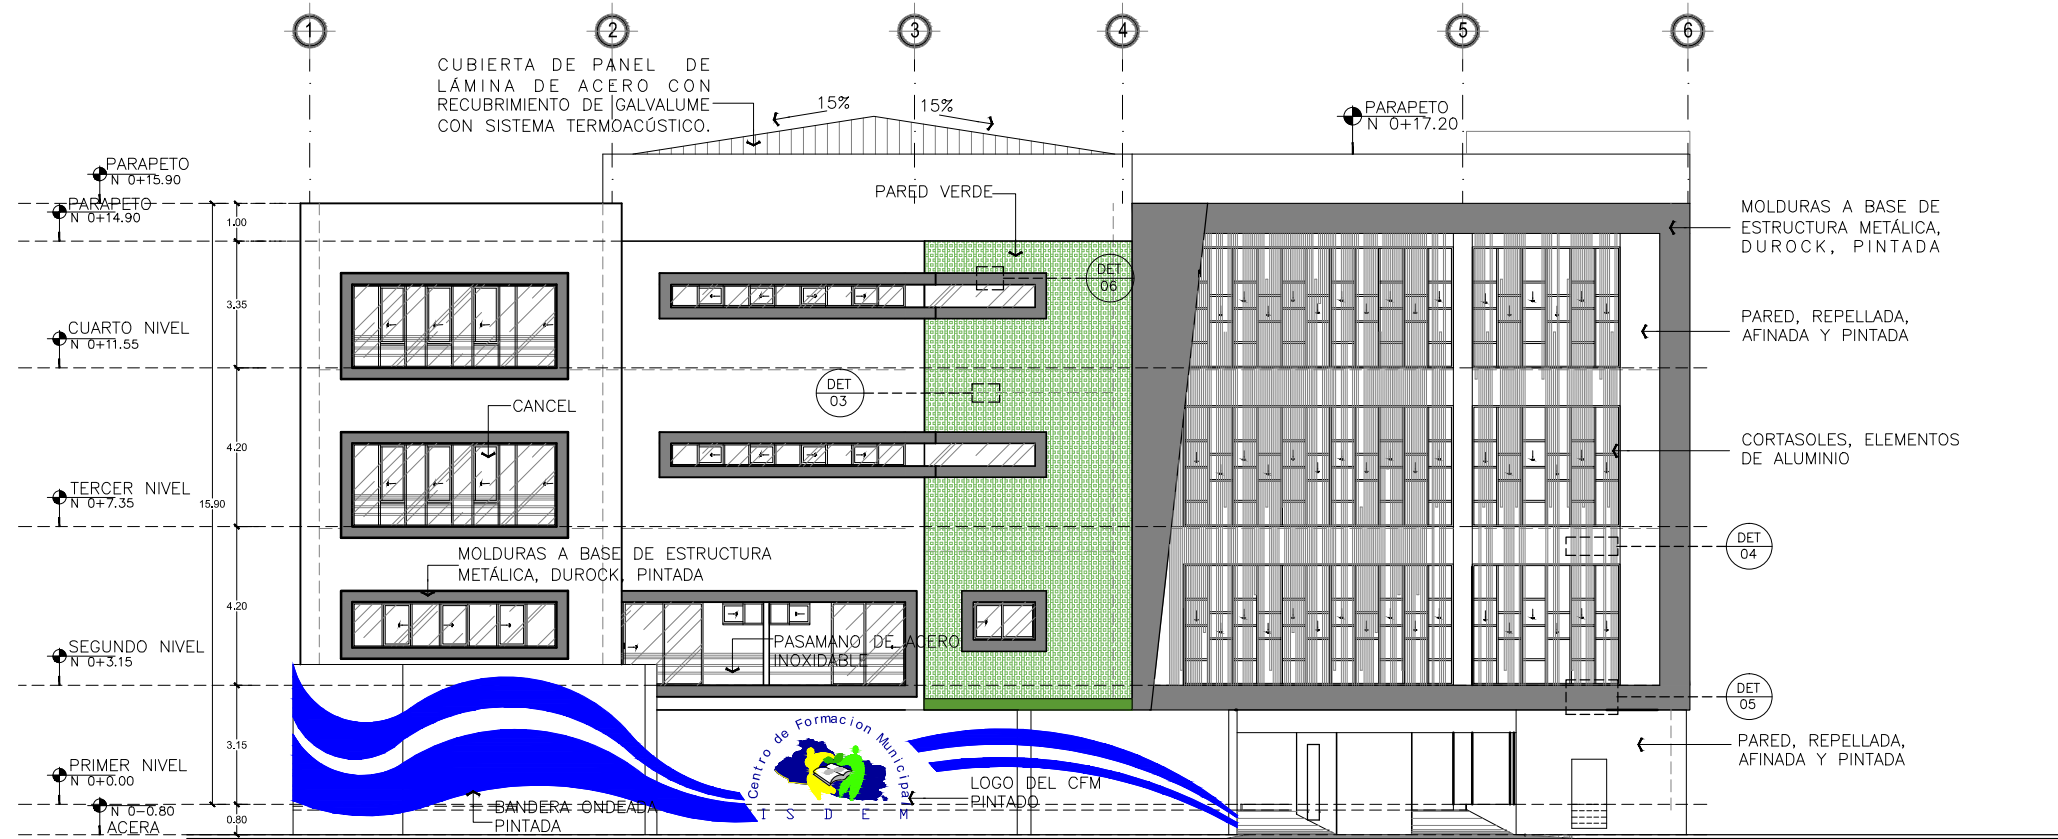 1
2
3
4
5
6
CUBIERTA DE PANEL DE
LÁMINA DE ACERO CON
RECUBRIMIENTO DE GALVALUME
CON SISTEMA TERMOACÚSTICO.
15%
15%
PARAPETO
N 0+17.20
PARAPETO
N 0+15.90
PARAPETO
N 0+14.90
1.00
PARED VERDE
MOLDURAS A BASE DE
ESTRUCTURA METÁLICA,
DUROCK, PINTADA
DET
06
3.35
CUARTO NIVEL
N 0+11.55
PARED, REPELLADA,
AFINADA Y PINTADA
DET
03
CANCEL
4.20
CORTASOLES, ELEMENTOS
DE ALUMINIO
TERCER NIVEL
N 0+7.35
15.90
DET
04
MOLDURAS A BASE DE ESTRUCTURA
METÁLICA, DUROCK, PINTADA
4.20
SEGUNDO NIVEL
N 0+3.15
PASAMANO DE ACERO
INOXIDABLE
DET
05
3.15
Centro de Formacion Municipal
I S D E M
PARED, REPELLADA,
AFINADA Y PINTADA
PRIMER NIVEL
N 0+0.00
LOGO DEL CFM
PINTADO
BANDERA ONDEADA
PINTADA
N 0-0.80
ACERA
0.80